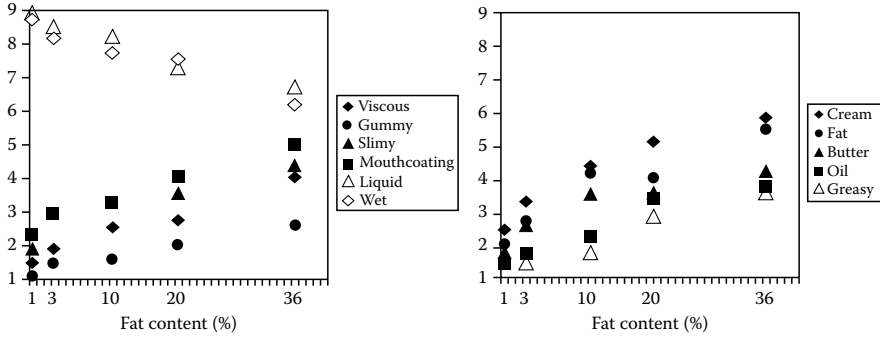 9
8
7
6
5
4
3
2
1
1 3 10 20 36
Fat content (%)
Viscous
Gummy
Slimy
Mouthcoating
Liquid
Wet
9
8
7
6
5
4
3
2
1
1 3 10 20 36
Fat content (%)
Cream
Fat
Butter
Oil
Greasy